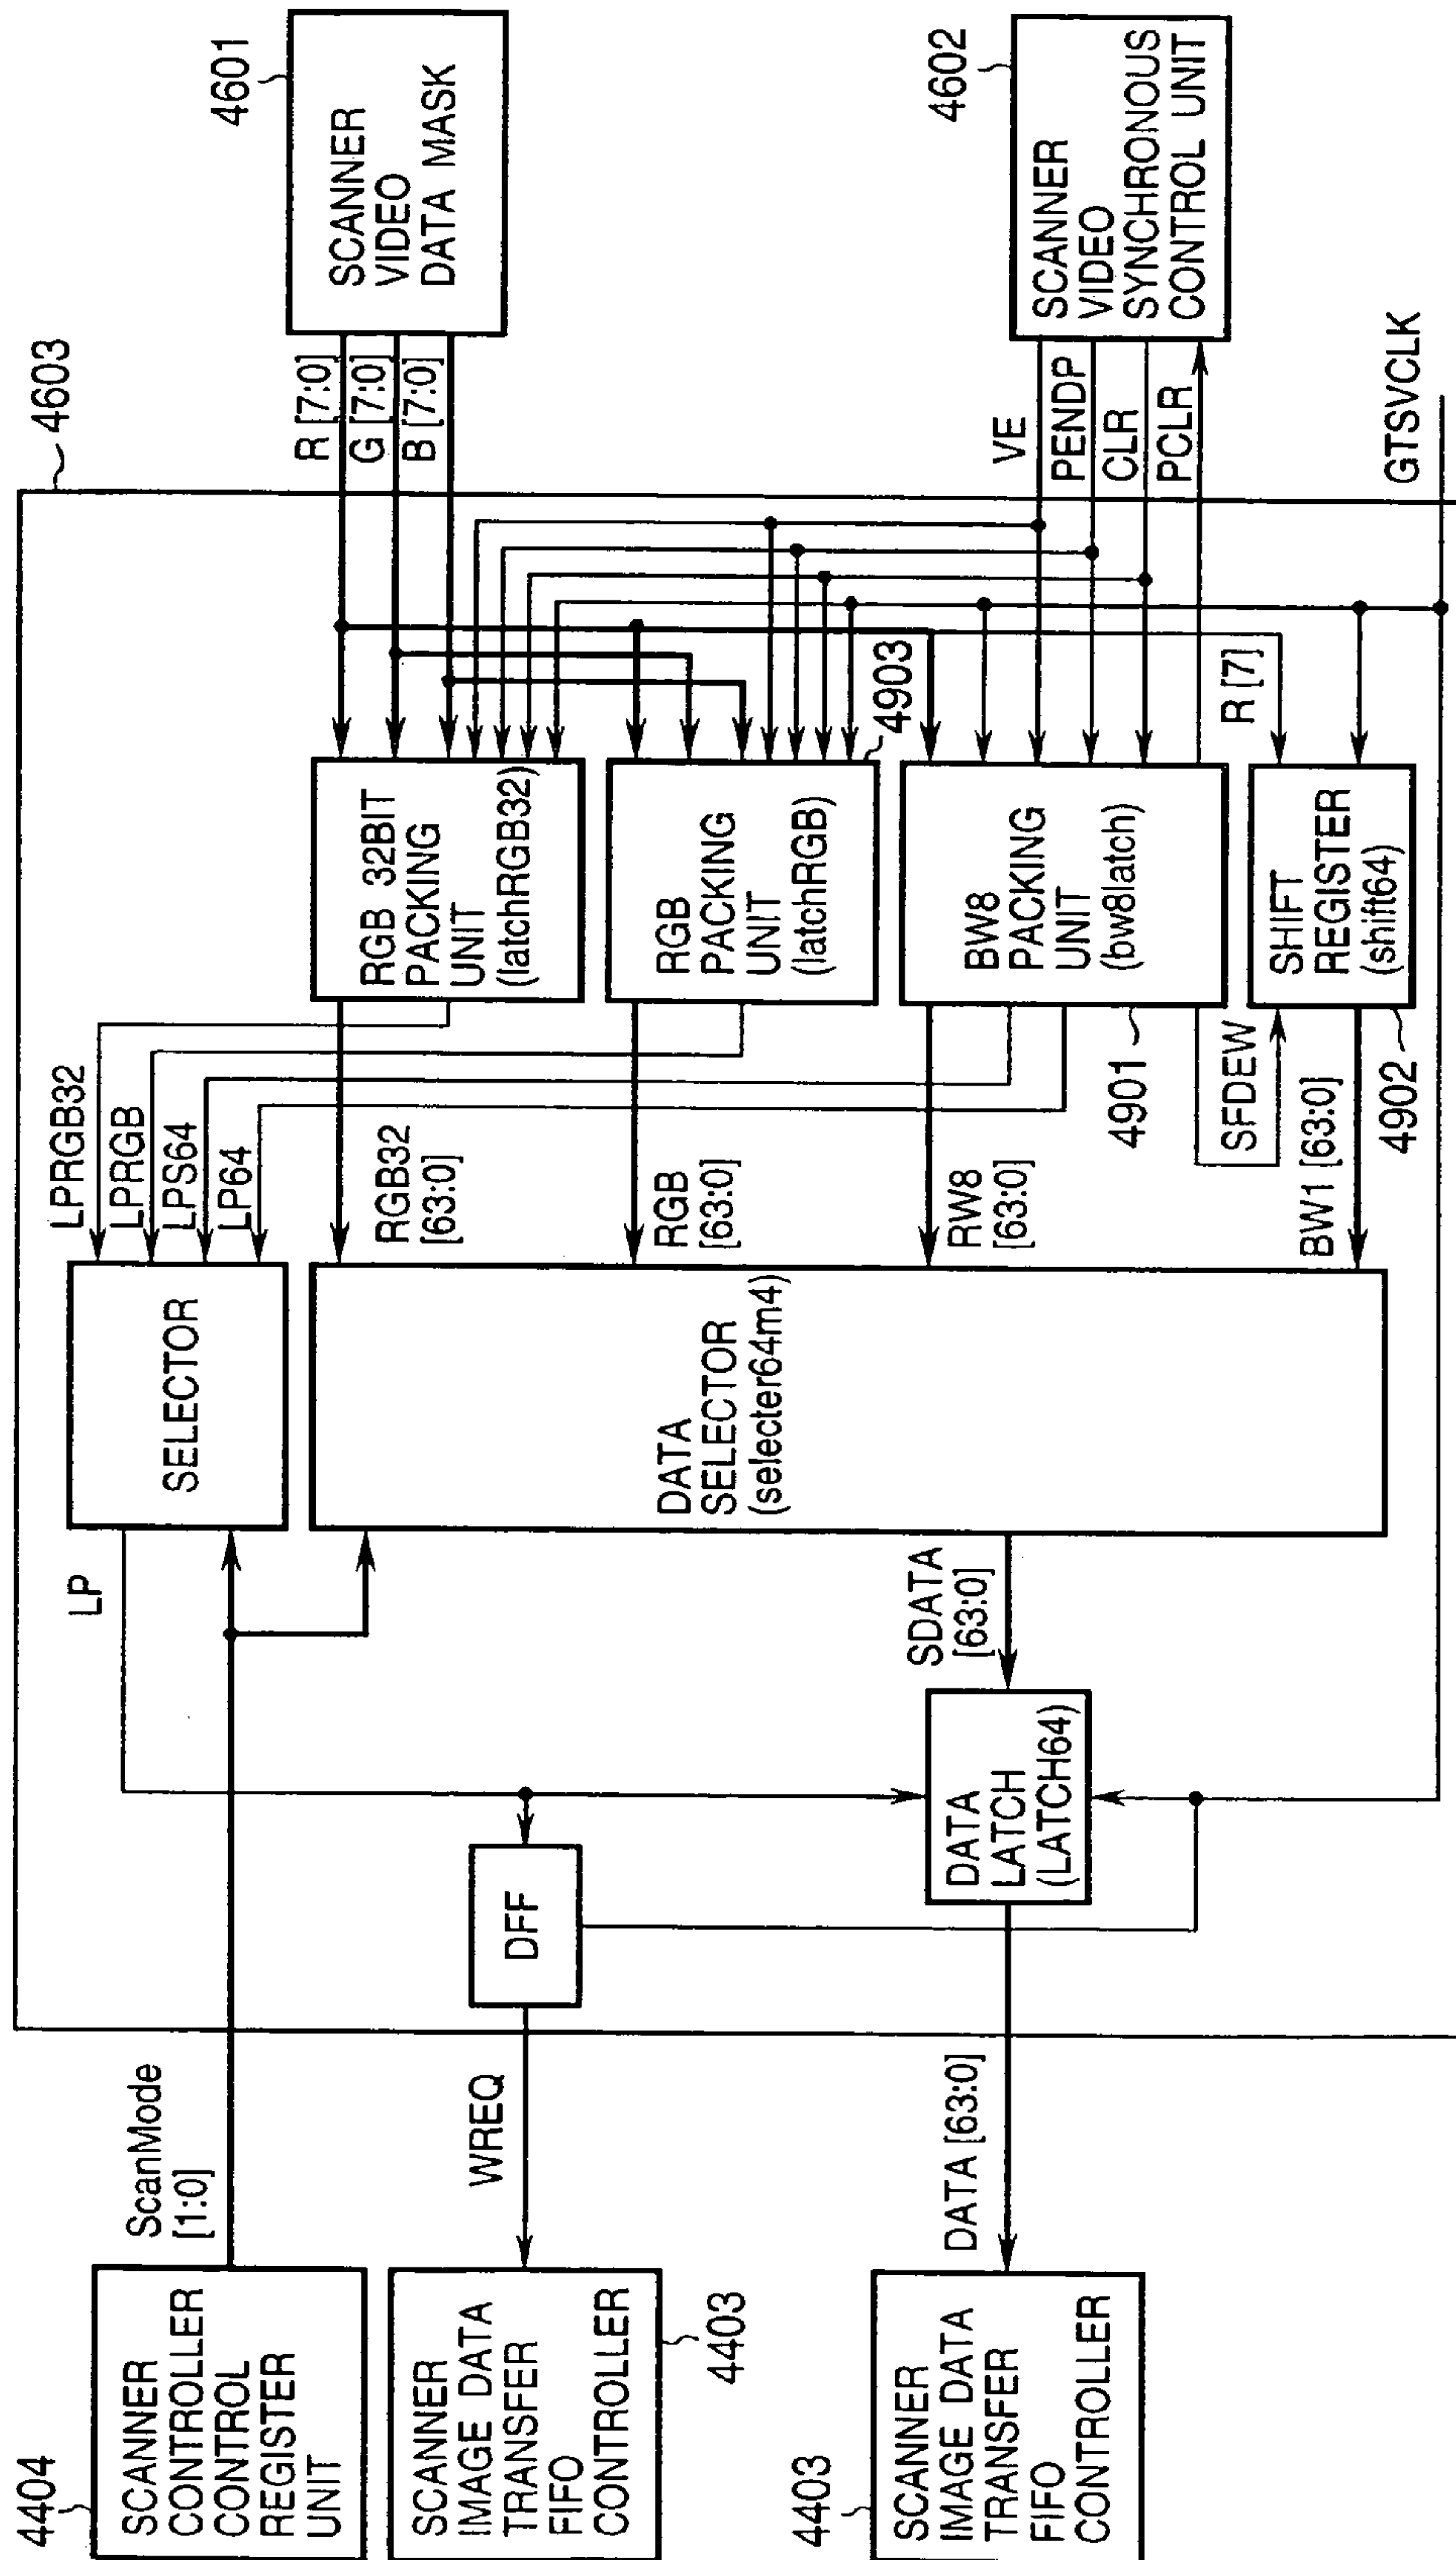 4404
SCANNER
CONTROLLER
CONTROL
REGISTER
UNIT
SCANNER
IMAGE DATA
TRANSFER
FIFO
CONTROLLER
4403
4403
SCANNER
IMAGE DATA
TRANSFER
FIFO
CONTROLLER
ScanMode
[1:0]
WREQ
DATA [63:0]
DFF
DATA
LATCH
(LATCH64)
LP
SDATA
[63:0]
SELECTOR
DATA
SELECTOR
(selecter64m4)
LPRGB32
LPRGB
LPS64
LP64
RGB32
[63:0]
RGB
[63:0]
RW8
[63:0]
BW1 [63:0]
4901
SFDEW
4902
RGB 32BIT
PACKING
UNIT
(latchRGB32)
RGB
PACKING
UNIT
(latchRGB)
4903
BW8
PACKING
UNIT
(bw8latch)
SHIFT
REGISTER
(shift64)
R [7]
4603
R [7:0]
G [7:0]
B [7:0]
VE
PENDP
CLR
PCLR
GTSVCLK
4601
SCANNER
VIDEO
DATA MASK
4602
SCANNER
VIDEO
SYNCHRONOUS
CONTROL UNIT